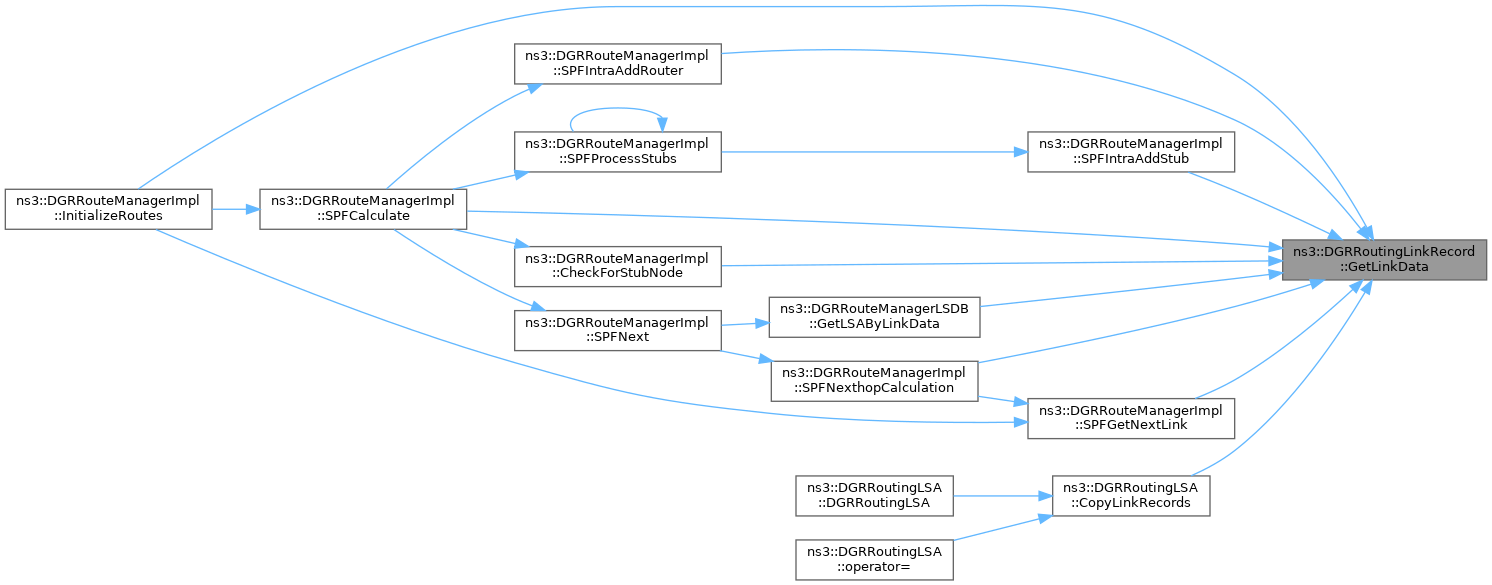 ns3::DGRRouteManagerImpl
::SPFIntraAddRouter
ns3::DGRRouteManagerImpl
::SPFProcessStubs
ns3::DGRRouteManagerImpl
::SPFIntraAddStub
ns3::DGRRouteManagerImpl
::InitializeRoutes
ns3::DGRRouteManagerImpl
::SPFCalculate
ns3::DGRRoutingLinkRecord
::GetLinkData
ns3::DGRRouteManagerImpl
::CheckForStubNode
ns3::DGRRouteManagerLSDB
::GetLSAByLinkData
ns3::DGRRouteManagerImpl
::SPFNext
ns3::DGRRouteManagerImpl
::SPFNexthopCalculation
ns3::DGRRouteManagerImpl
::SPFGetNextLink
ns3::DGRRoutingLSA
::DGRRoutingLSA
ns3::DGRRoutingLSA
::CopyLinkRecords
ns3::DGRRoutingLSA
::operator=